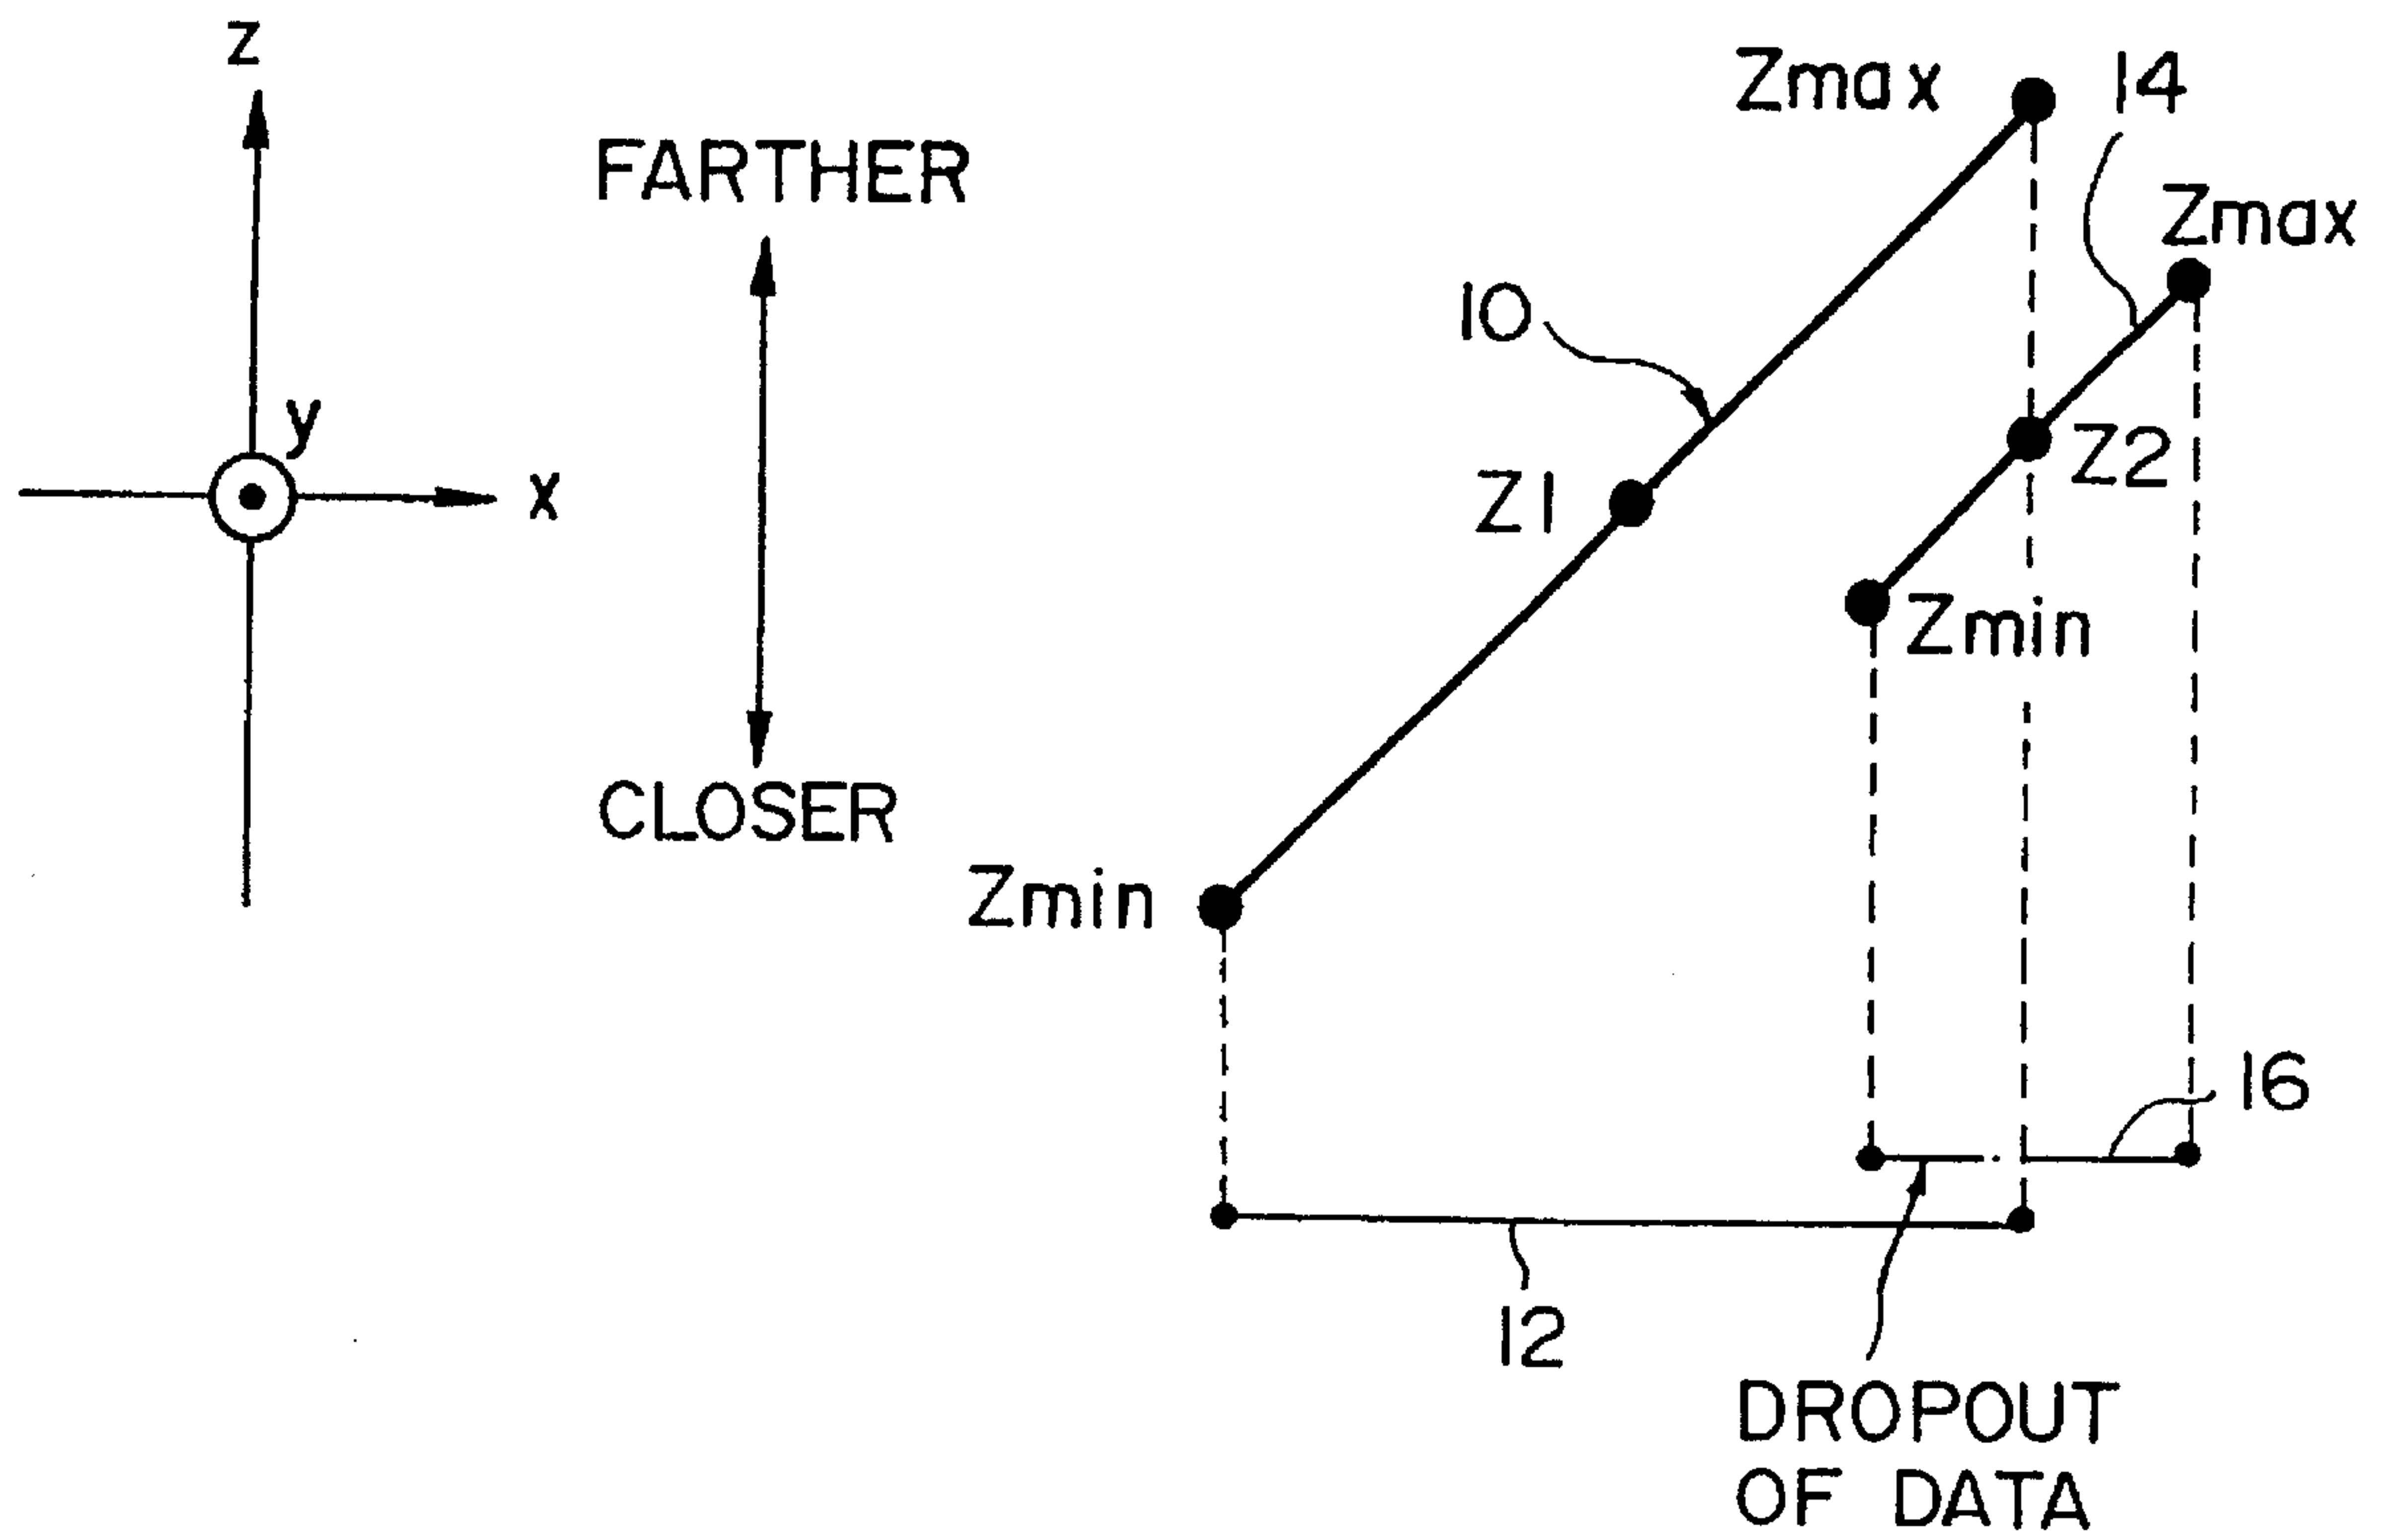 z
y
x
FARTHER
CLOSER
Zmax
14
Zmax
10
Z1
Z2
Zmin
Zmin
16
12
DROPOUT
OF DATA